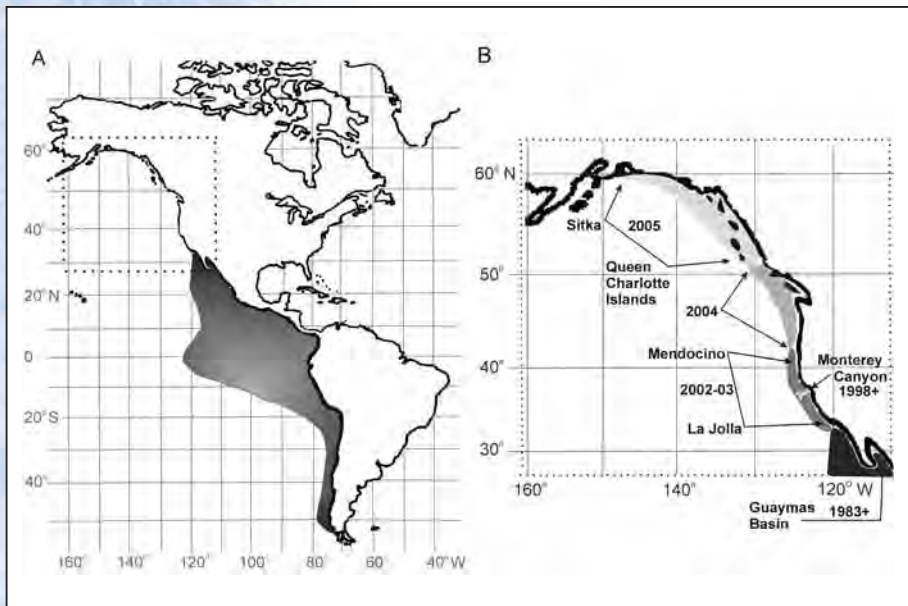 A
60°
40°
20°N
0
20°S
40°
160° 140° 120° 100° 80° 60° 40°W
B
60° N
50°
40°
30°
Sitka
2005
Queen
Charlotte
Islands
2004
Mendocino
2002-03
La Jolla
Monterey
Canyon
1998+
160° 140° 120° W
Guaymas
Basin
1983+